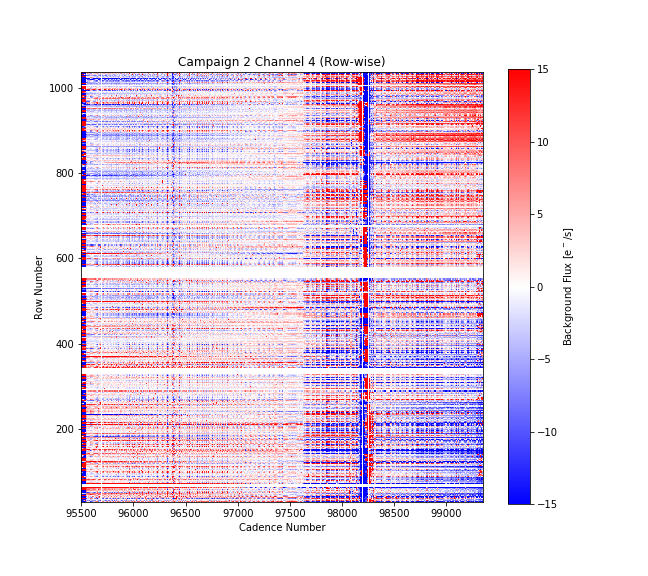 Campaign 2 Channel 4 (Row-wise)
1000
800
600
400
200
Row Number
95500 96000 96500 97000 97500 98000 98500 99000
Cadence Number
15
10
5
0
−5
−10
−15
Background Flux [e⁻/s]